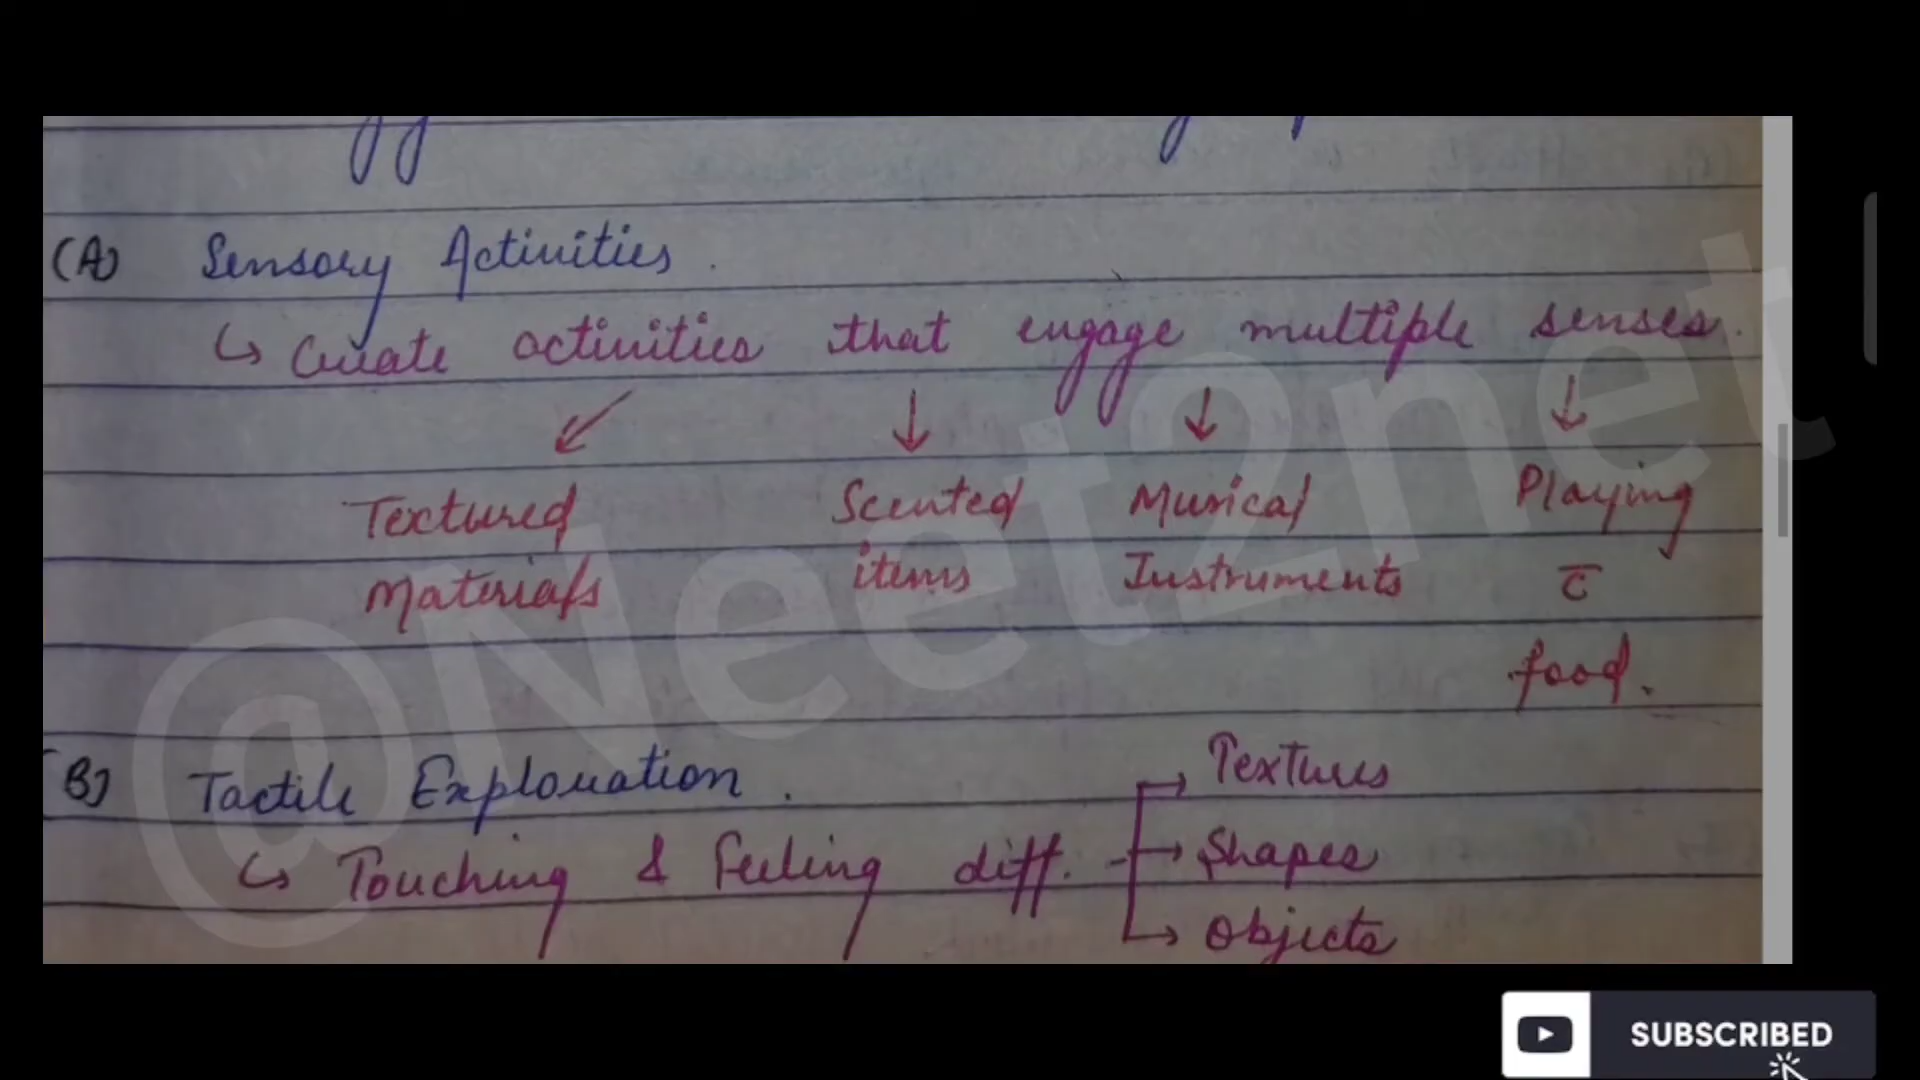 (A) Sensory Activities.
↳ Create activities that engage multiple senses.
↙ ↓ ↓ ↓
Textured Scented Musical Playing
Materials items Instruments c̄
food.
(B) Tactile Exploration.
→ Textures
↳ Touching & Feeling diff. → Shapes
→ Objects
@Neet2net
SUBSCRIBED